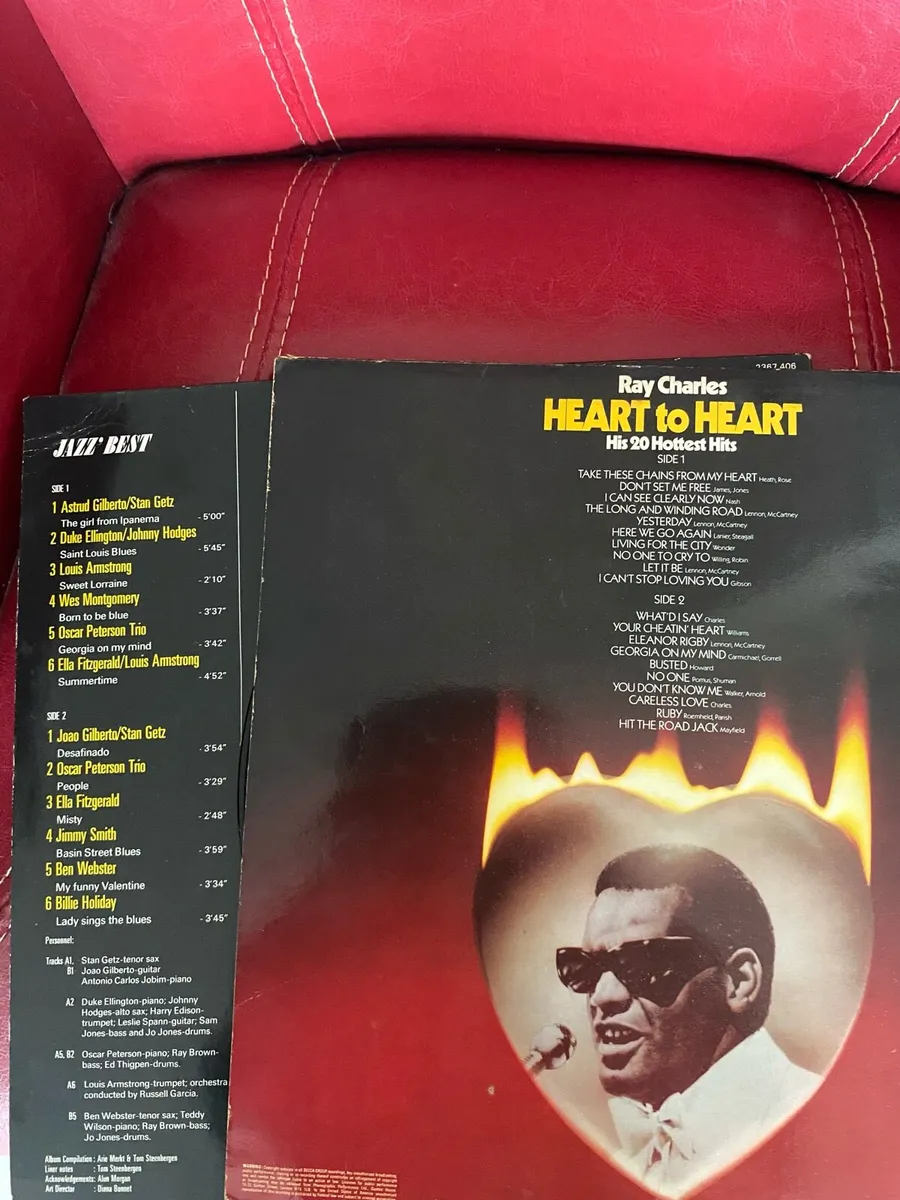 JAZZ' BEST
SIDE 1
1 Astrud Gilberto/Stan Getz
The girl from Ipanema - 5'00"
2 Duke Ellington/Johnny Hodges
Saint Louis Blues - 5'45"
3 Louis Armstrong
Sweet Lorraine - 2'10"
4 Wes Montgomery
Born to be blue - 3'37"
5 Oscar Peterson Trio
Georgia on my mind - 3'42"
6 Ella Fitzgerald/Louis Armstrong
Summertime - 4'52"
SIDE 2
1 Joao Gilberto/Stan Getz
Desafinado - 3'54"
2 Oscar Peterson Trio
People - 3'29"
3 Ella Fitzgerald
Misty - 2'48"
4 Jimmy Smith
Basin Street Blues - 3'59"
5 Ben Webster
My funny Valentine - 3'34"
6 Billie Holiday
Lady sings the blues - 3'45"
Personnel:
Tracks A1, Stan Getz-tenor sax
B1 Joao Gilberto-guitar
Antonio Carlos Jobim-piano
A2 Duke Ellington-piano; Johnny
Hodges-alto sax; Harry Edison-
trumpet; Leslie Spann-guitar; Sam
Jones-bass and Jo Jones-drums.
A5, B2 Oscar Peterson-piano; Ray Brown-
bass; Ed Thigpen-drums.
A6 Louis Armstrong-trumpet; orchestra
conducted by Russell Garcia.
B5 Ben Webster-tenor sax; Teddy
Wilson-piano; Ray Brown-bass;
Jo Jones-drums.
Album Compilation : Arie Merkt & Tom Steenbergen
Liner notes : Tom Steenbergen
Acknowledgements: Alun Morgan
Art Director : Dima Bannet
2367 406
Ray Charles
HEART to HEART
His 20 Hottest Hits
SIDE 1
TAKE THESE CHAINS FROM MY HEART Heath, Rose
DON'T SET ME FREE James, Jones
I CAN SEE CLEARLY NOW Nash
THE LONG AND WINDING ROAD Lennon, McCartney
YESTERDAY Lennon, McCartney
HERE WE GO AGAIN Lanier, Steagall
LIVING FOR THE CITY Wonder
NO ONE TO CRY TO Willing, Robin
LET IT BE Lennon, McCartney
I CAN'T STOP LOVING YOU Gibson
SIDE 2
WHAT'D I SAY Charles
YOUR CHEATIN' HEART Williams
ELEANOR RIGBY Lennon, McCartney
GEORGIA ON MY MIND Carmichael, Gorrell
BUSTED Howard
NO ONE Pomus, Shuman
YOU DON'T KNOW ME Walker, Arnold
CARELESS LOVE Charles
RUBY Roemheld, Parish
HIT THE ROAD JACK Mayfield